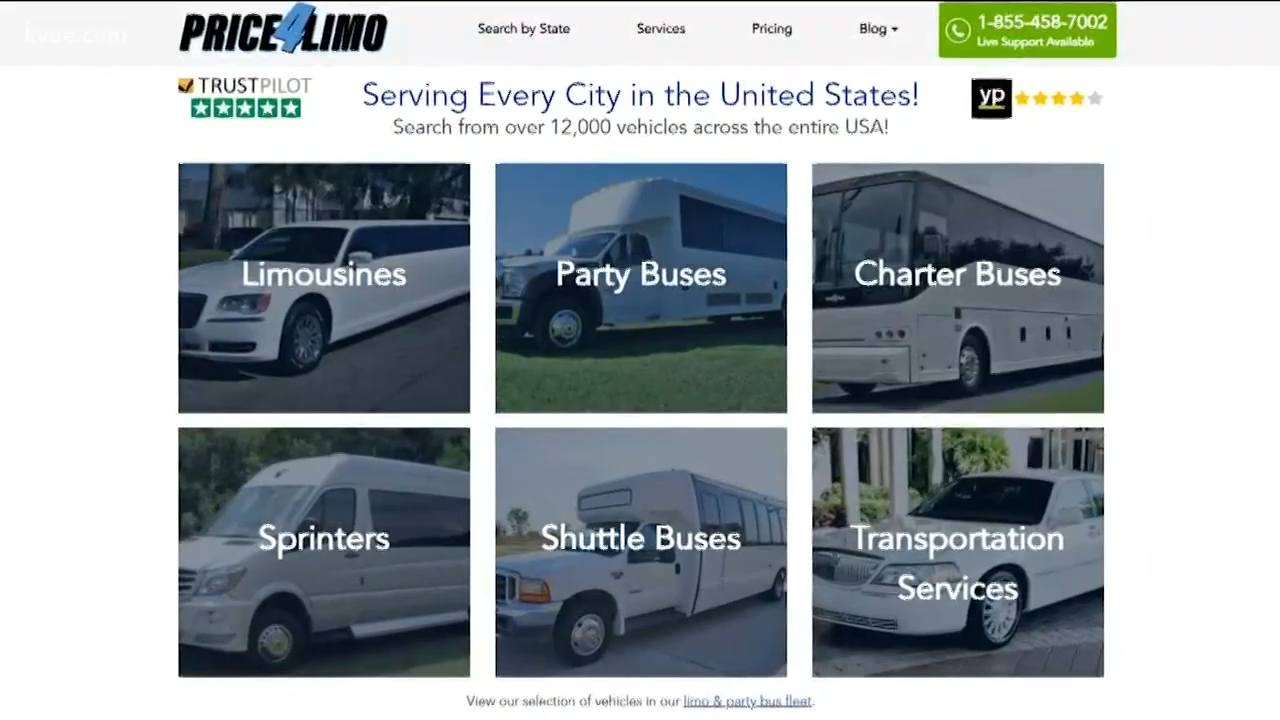 kvue.com
PRICE4LIMO
Search by State
Services
Pricing
Blog
1-855-458-7002
Live Support Available
TRUSTPILOT
Serving Every City in the United States!
yp
Search from over 12,000 vehicles across the entire USA!
Limousines
Party Buses
Charter Buses
Sprinters
Shuttle Buses
Transportation
Services
View our selection of vehicles in our limo & party bus fleet.